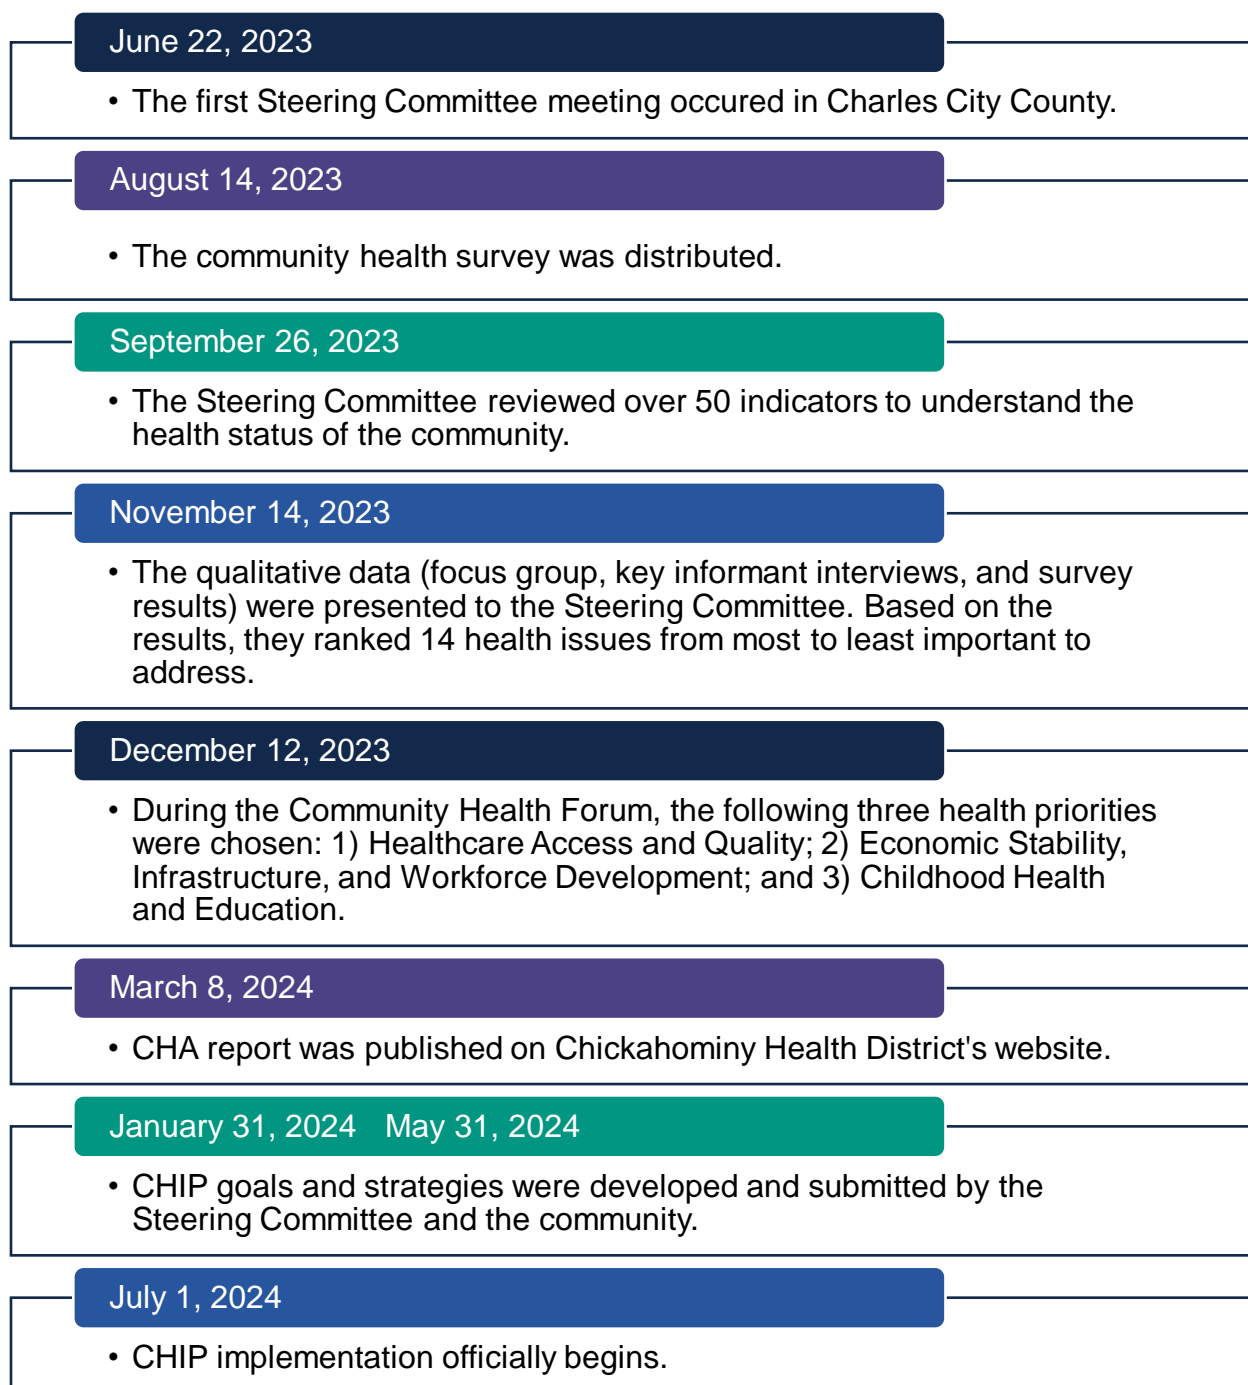 June 22, 2023
• The first Steering Committee meeting occured in Charles City County.
August 14, 2023
• The community health survey was distributed.
September 26, 2023
• The Steering Committee reviewed over 50 indicators to understand the
health status of the community.
November 14, 2023
• The qualitative data (focus group, key informant interviews, and survey
results) were presented to the Steering Committee. Based on the
results, they ranked 14 health issues from most to least important to
address.
December 12, 2023
• During the Community Health Forum, the following three health priorities
were chosen: 1) Healthcare Access and Quality; 2) Economic Stability,
Infrastructure, and Workforce Development; and 3) Childhood Health
and Education.
March 8, 2024
• CHA report was published on Chickahominy Health District's website.
January 31, 2024 May 31, 2024
• CHIP goals and strategies were developed and submitted by the
Steering Committee and the community.
July 1, 2024
• CHIP implementation officially begins.